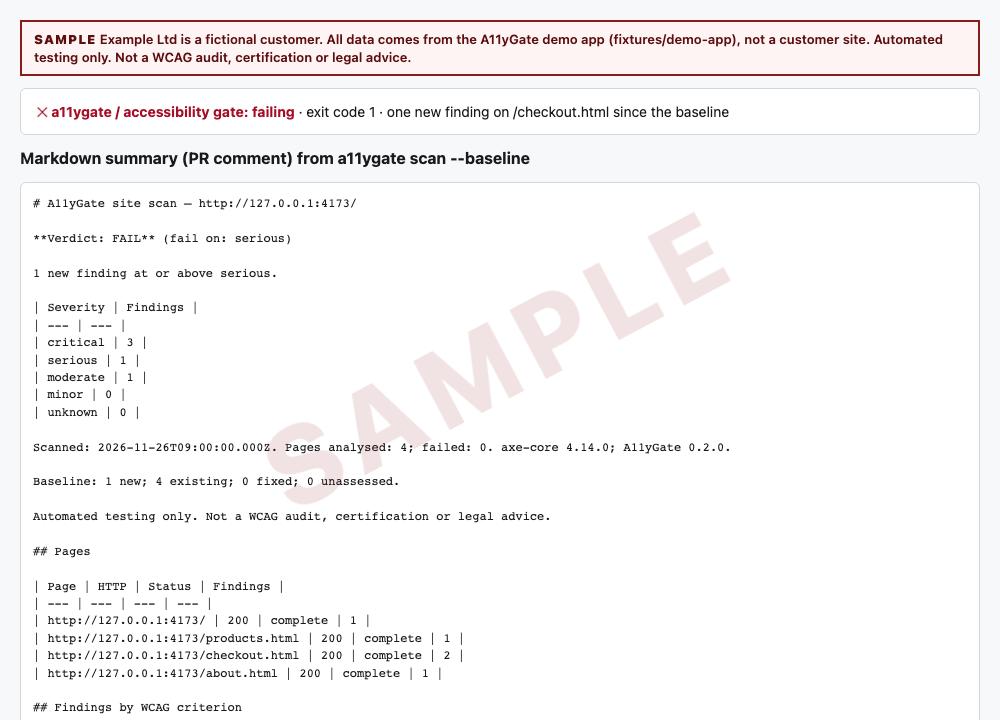 SAMPLE Example Ltd is a fictional customer. All data comes from the A11yGate demo app (fixtures/demo-app), not a customer site. Automated
testing only. Not a WCAG audit, certification or legal advice.
✕ a11ygate / accessibility gate: failing · exit code 1 · one new finding on /checkout.html since the baseline
Markdown summary (PR comment) from a11ygate scan --baseline
# A11yGate site scan — http://127.0.0.1:4173/
**Verdict: FAIL** (fail on: serious)
1 new finding at or above serious.
| Severity | Findings |
| --- | --- |
| critical | 3 |
| serious | 1 |
| moderate | 1 |
| minor | 0 |
| unknown | 0 |
Scanned: 2026-11-26T09:00:00.000Z. Pages analysed: 4; failed: 0. axe-core 4.14.0; A11yGate 0.2.0.
Baseline: 1 new; 4 existing; 0 fixed; 0 unassessed.
Automated testing only. Not a WCAG audit, certification or legal advice.
## Pages
| Page | HTTP | Status | Findings |
| --- | --- | --- | --- |
| http://127.0.0.1:4173/ | 200 | complete | 1 |
| http://127.0.0.1:4173/products.html | 200 | complete | 1 |
| http://127.0.0.1:4173/checkout.html | 200 | complete | 2 |
| http://127.0.0.1:4173/about.html | 200 | complete | 1 |
## Findings by WCAG criterion
SAMPLE